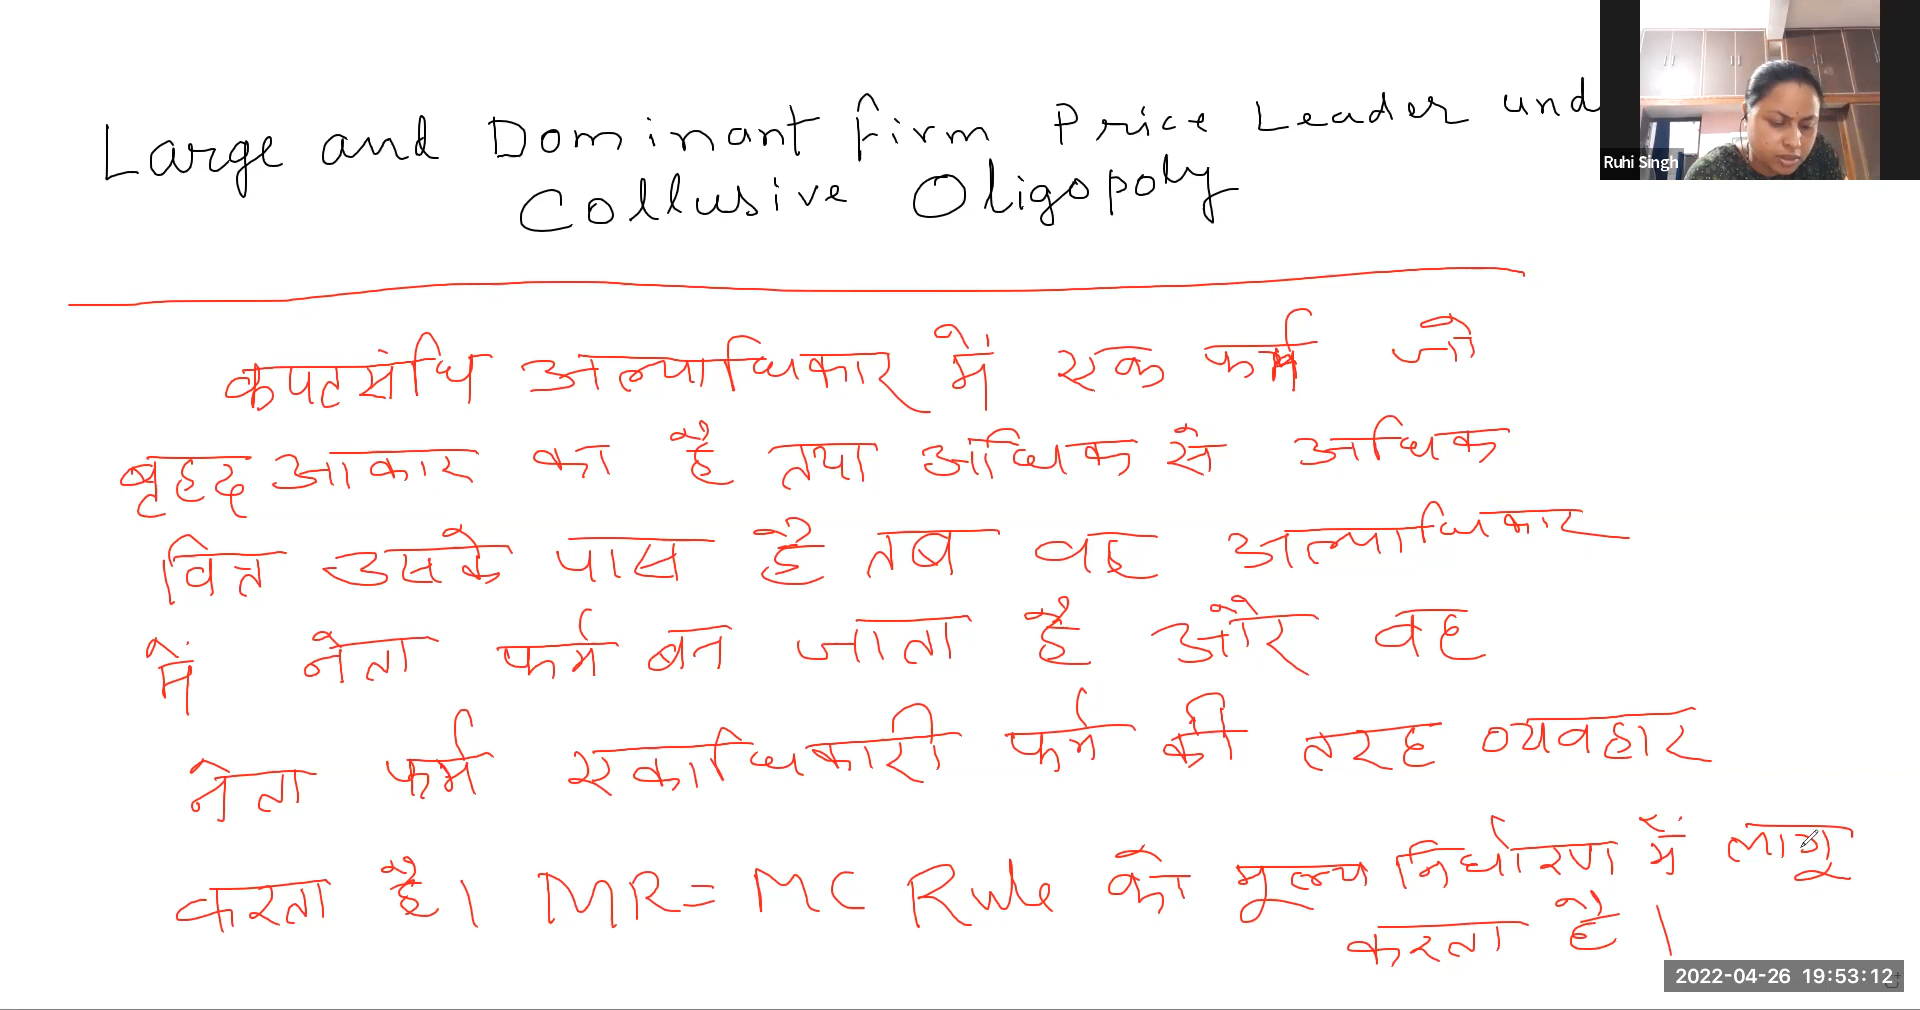 Large and Dominant Firm Price Leader und
Collusive Oligopoly
Ruhi Singh
कपटसंधि अल्पाधिकार में एक फर्म जो
बृहद आकार का है तथा अधिक से अधिक
वित्त उसके पास है तब वह अल्पाधिकार
में नेता फर्म बन जाता है और वह
नेता फर्म एकाधिकारी फर्म की तरह व्यवहार
करता है। MR = MC Rule को मूल्य निर्धारण में लागू
करता है।
2022-04-26 19:53:12